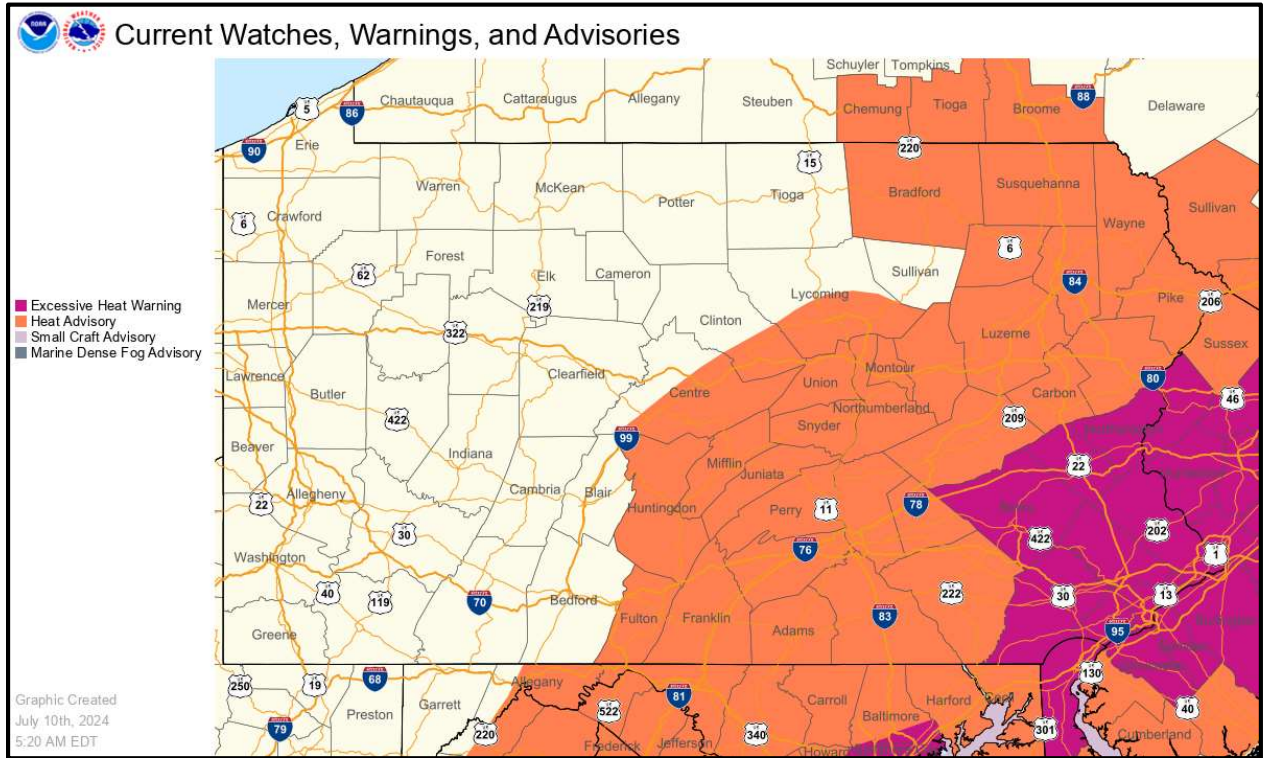 Current Watches, Warnings, and Advisories
Schuyler Tompkins
Chautauqua Cattaraugus Allegany Steuben Chemung Tioga Broome 88 Delaware
5
86
90
Erie
220
15
Warren McKean Potter Tioga Bradford Susquehanna
Crawford
6
Wayne
Sullivan
Forest
6
62
Elk Cameron
Sullivan
84
Mercer
219
Lycoming
Pike
206
Excessive Heat Warning
Heat Advisory
Small Craft Advisory
Marine Dense Fog Advisory
322
Clinton
Luzerne
Sussex
Lawrence
Clearfield
Montour
80
Butler
Centre
Union
Carbon
46
422
Northumberland
209
Snyder
99
Beaver
Indiana
Mifflin
22
Juniata
Allegheny
Cambria Blair
22
Huntingdon
Perry
11
78
30
422
202
76
1
Washington
40
119
70
Bedford
222
30
13
Greene
Fulton Franklin Adams
83
95
250
19
68
Allegany
130
81
Carroll
Harford
Cecil
Garrett
522
40
Graphic Created
July 10th, 2024
5:20 AM EDT
Preston
79
220
Frederick Jefferson
340
Baltimore
Howard
301
Cumberland